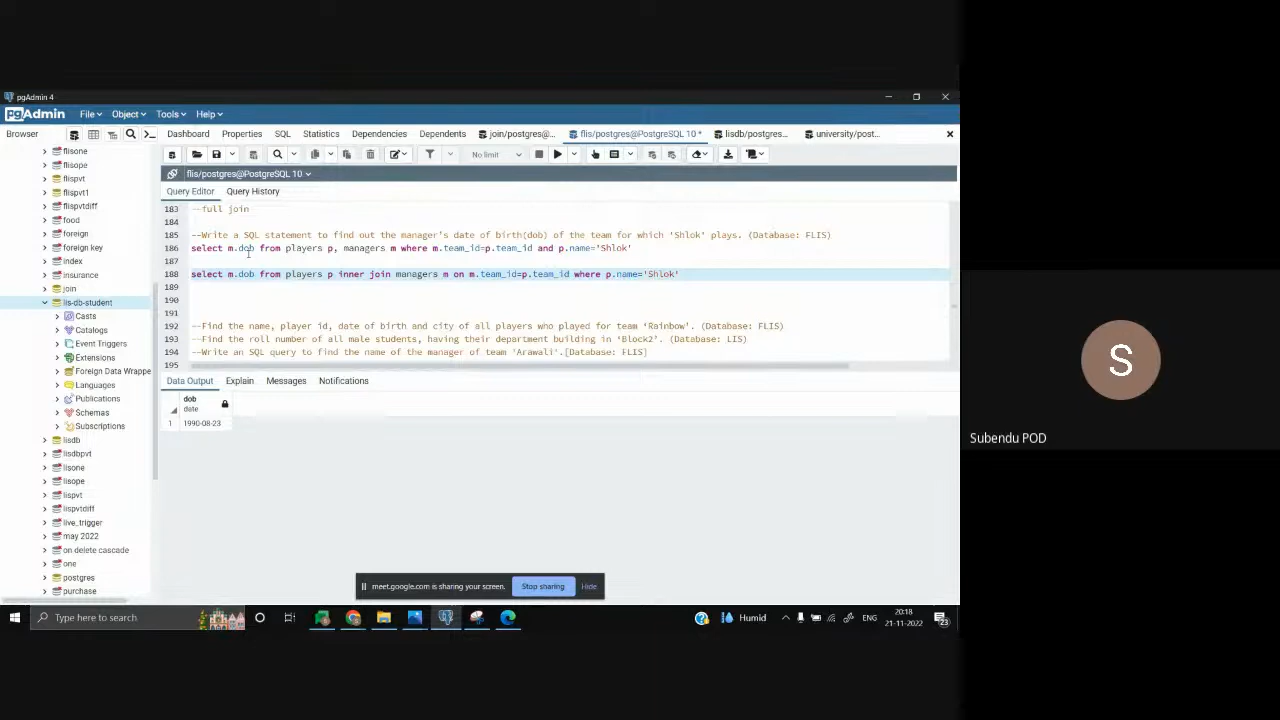 pgAdmin 4
pgAdmin File Object Tools Help
Browser Dashboard Properties SQL Statistics Dependencies Dependents join/postgres@... flis/postgres@PostgreSQL 10 * lisdb/postgres... university/post...
No limit
flis/postgres@PostgreSQL 10
Query Editor Query History
flisone
flisope
flispvt
flispvt1
flispvtdiff
food
foreign
foreign key
index
insurance
join
lis-db-student
Casts
Catalogs
Event Triggers
Extensions
Foreign Data Wrappe
Languages
Publications
Schemas
Subscriptions
lisdb
lisdbpvt
lisone
lisope
lispvt
lispvtdiff
live_trigger
may 2022
on delete cascade
one
postgres
purchase
183 --full join
184
185 --Write a SQL statement to find out the manager's date of birth(dob) of the team for which 'Shlok' plays. (Database: FLIS)
186 select m.dob from players p, managers m where m.team_id=p.team_id and p.name='Shlok'
187
188 select m.dob from players p inner join managers m on m.team_id=p.team_id where p.name='Shlok'
189
190
191
192 --Find the name, player id, date of birth and city of all players who played for team 'Rainbow'. (Database: FLIS)
193 --Find the roll number of all male students, having their department building in 'Block2'. (Database: LIS)
194 --Write an SQL query to find the name of the manager of team 'Arawali'.[Database: FLIS]
195
Data Output Explain Messages Notifications
dob
date
1 1990-08-23
meet.google.com is sharing your screen. Stop sharing Hide
Type here to search
Humid
ENG
20:18
21-11-2022
23
S
Subendu POD